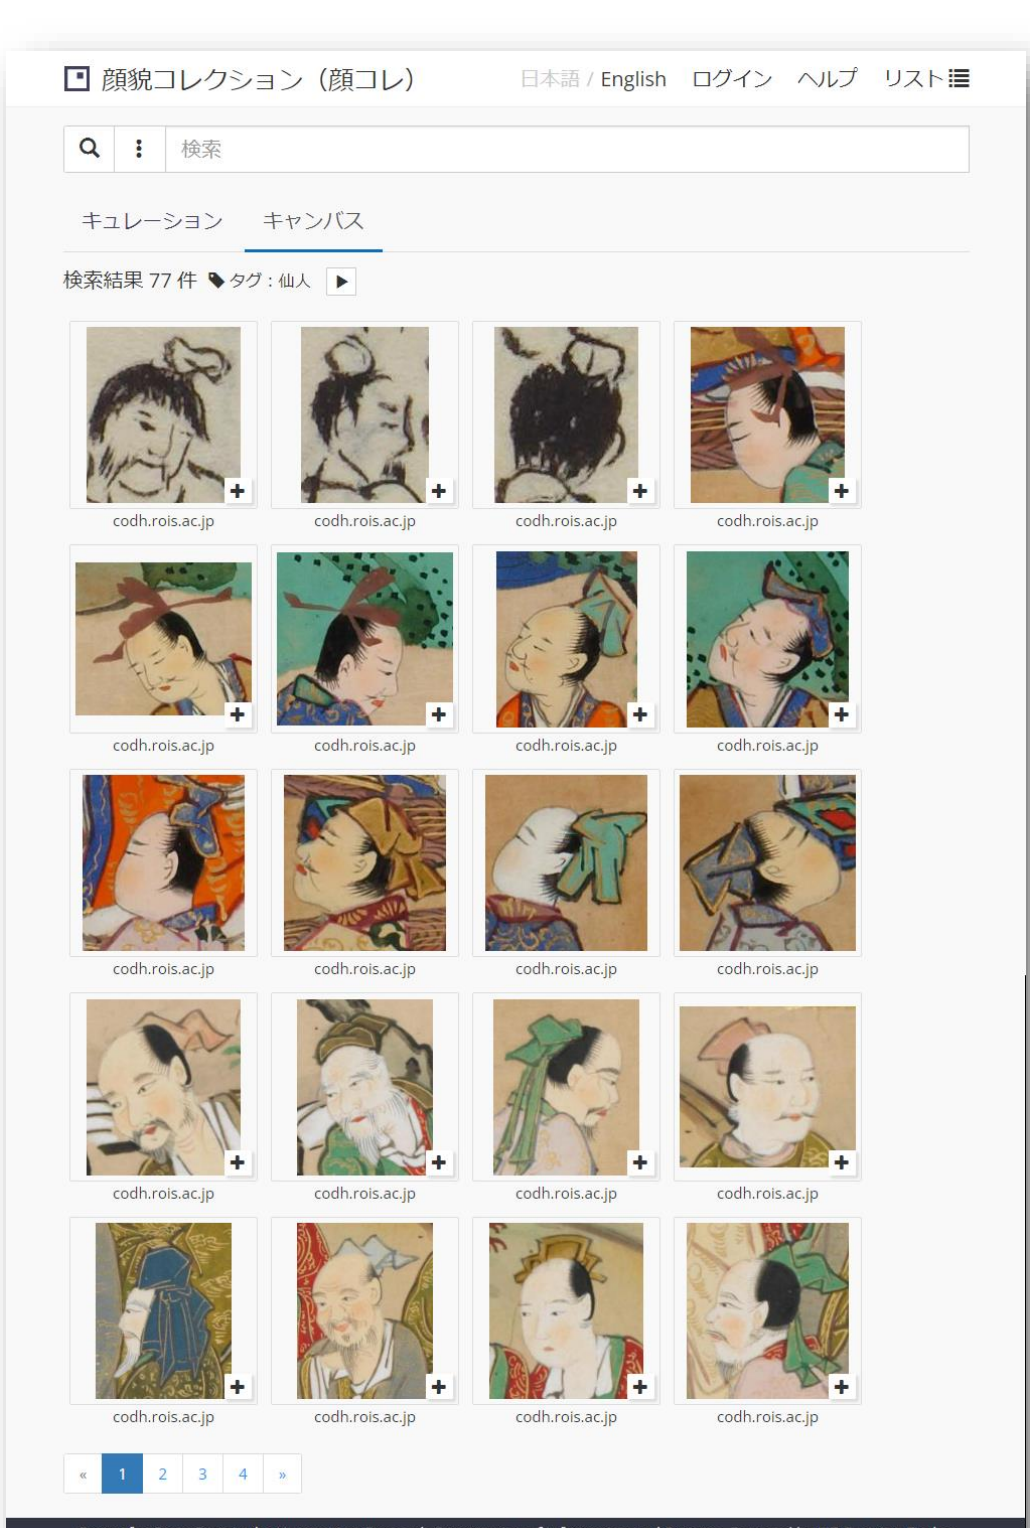 顔貌コレクション（顔コレ） 日本語 / English ログイン ヘルプ リスト
検索
キュレーション キャンバス
検索結果 77 件 タグ : 仙人
codh.rois.ac.jp codh.rois.ac.jp codh.rois.ac.jp codh.rois.ac.jp
codh.rois.ac.jp codh.rois.ac.jp codh.rois.ac.jp codh.rois.ac.jp
codh.rois.ac.jp codh.rois.ac.jp codh.rois.ac.jp codh.rois.ac.jp
codh.rois.ac.jp codh.rois.ac.jp codh.rois.ac.jp codh.rois.ac.jp
codh.rois.ac.jp codh.rois.ac.jp codh.rois.ac.jp codh.rois.ac.jp
« 1 2 3 4 »